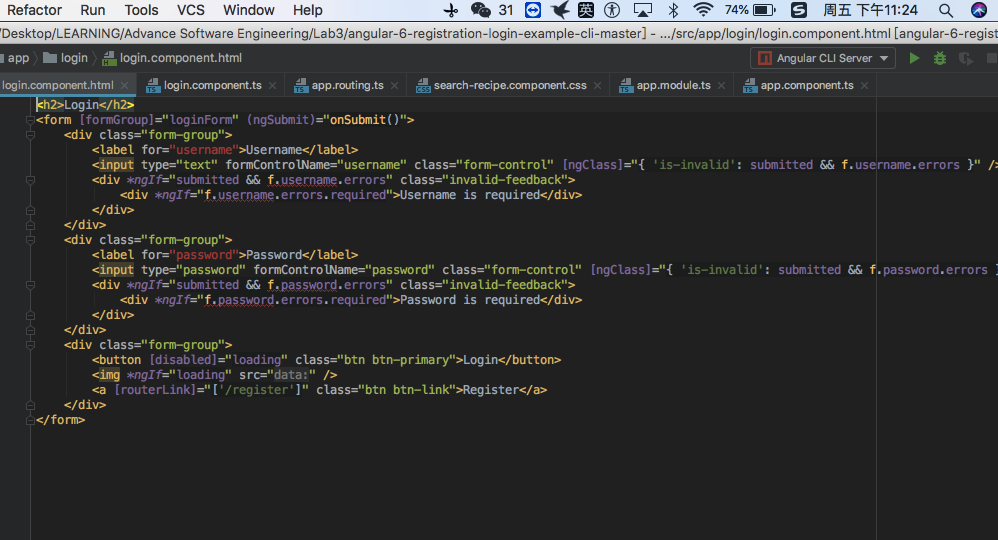 Refactor Run Tools VCS Window Help 31 英 74% S 周五 下午11:24
/Desktop/LEARNING/Advance Software Engineering/Lab3/angular-6-registration-login-example-cli-master] - .../src/app/login/login.component.html [angular-6-regist
app login login.component.html Angular CLI Server
login.component.html login.component.ts app.routing.ts search-recipe.component.css app.module.ts app.component.ts
<h2>Login</h2>
<form [formGroup]="loginForm" (ngSubmit)="onSubmit()">
<div class="form-group">
<label for="username">Username</label>
<input type="text" formControlName="username" class="form-control" [ngClass]="{ 'is-invalid': submitted && f.username.errors }" />
<div *ngIf="submitted && f.username.errors" class="invalid-feedback">
<div *ngIf="f.username.errors.required">Username is required</div>
</div>
</div>
<div class="form-group">
<label for="password">Password</label>
<input type="password" formControlName="password" class="form-control" [ngClass]="{ 'is-invalid': submitted && f.password.errors }
<div *ngIf="submitted && f.password.errors" class="invalid-feedback">
<div *ngIf="f.password.errors.required">Password is required</div>
</div>
</div>
<div class="form-group">
<button [disabled]="loading" class="btn btn-primary">Login</button>
<img *ngIf="loading" src="data:" />
<a [routerLink]="['/register']" class="btn btn-link">Register</a>
</div>
</form>